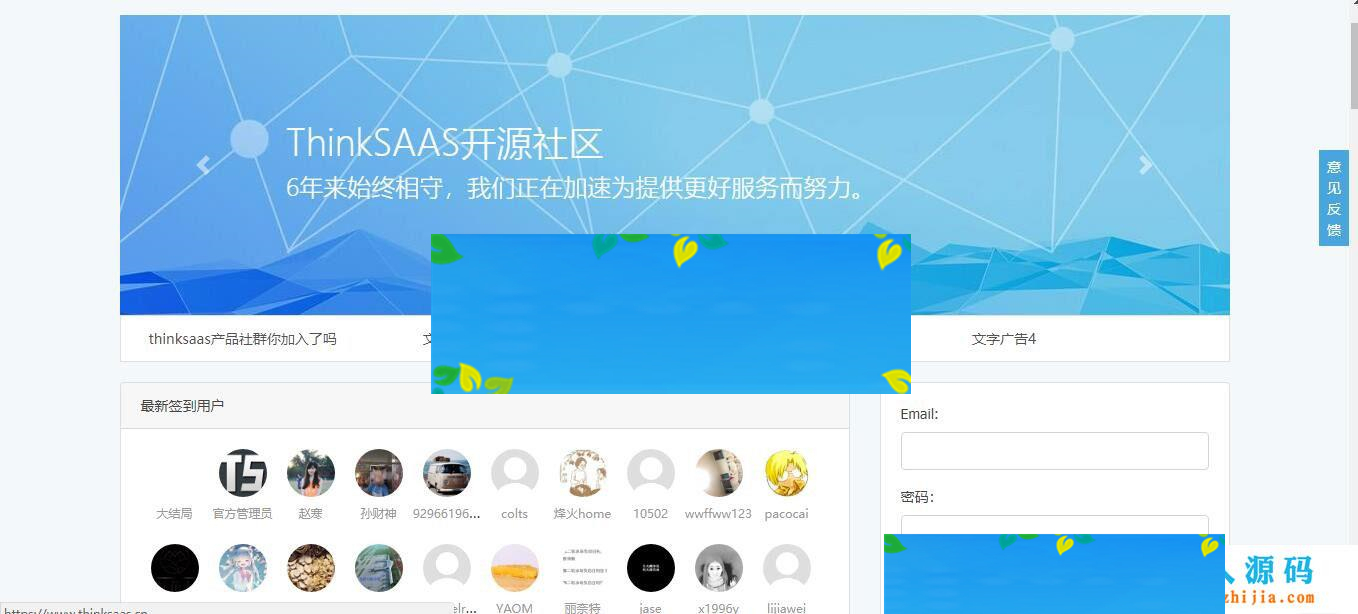 ThinkSAAS开源社区
6年来始终相守，我们正在加速为提供更好服务而努力。
意见反馈
thinksaas产品社群你加入了吗
文字广告4
最新签到用户
Email:
TS
大结局 官方管理员 赵寒 孙财神 92966196... colts 烽火home 10502 wwffww123 pacocai
密码：
elr... YAOM 丽奈特 jase x1996y lijiawei
源码
zhijia.com
https://www.thinksaas.cn